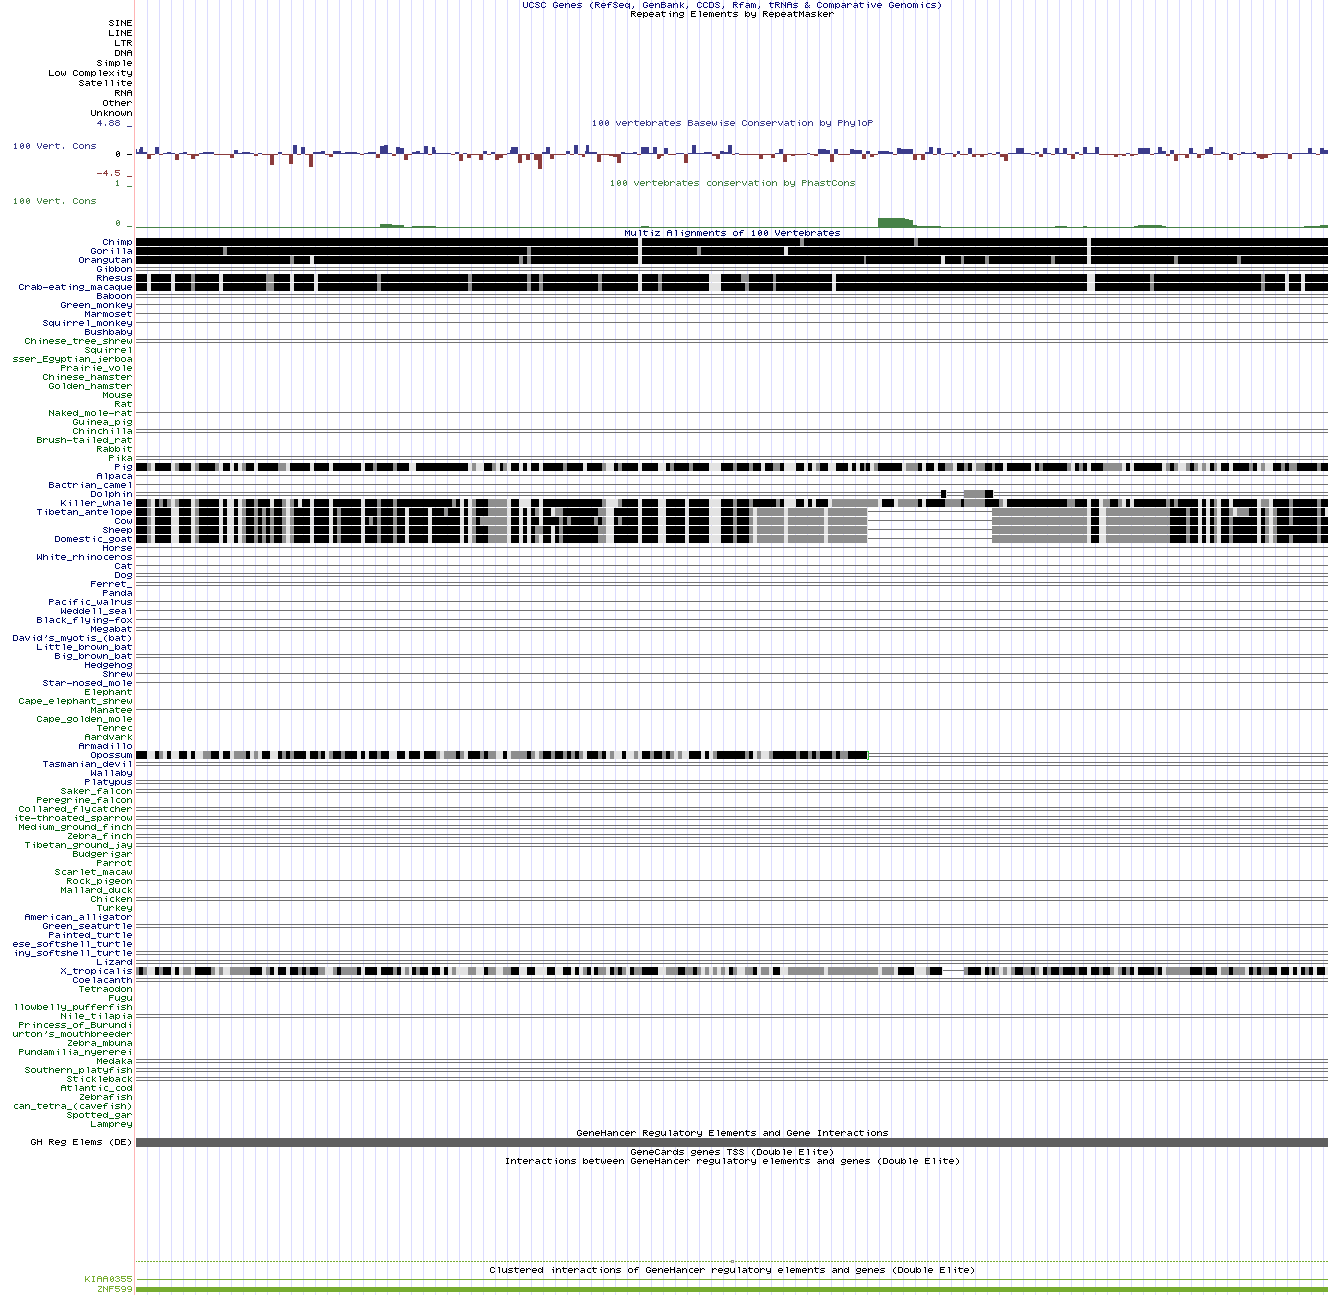 UCSC Genes (RefSeq, GenBank, CCDS, Rfam, tRNAs & Comparative Genomics)
Repeating Elements by RepeatMasker
SINE
LINE
LTR
DNA
Simple
Low Complexity
Satellite
RNA
Other
Unknown
4.88 _
100 vertebrates Basewise Conservation by PhyloP
100 Vert. Cons
0 _
-4.5 _
100 vertebrates conservation by PhastCons
1 _
100 Vert. Cons
0 _
Multiz Alignments of 100 Vertebrates
Chimp
Gorilla
Orangutan
Gibbon
Rhesus
Crab-eating_macaque
Baboon
Green_monkey
Marmoset
Squirrel_monkey
Bushbaby
Chinese_tree_shrew
Squirrel
sser_Egyptian_jerboa
Prairie_vole
Chinese_hamster
Golden_hamster
Mouse
Rat
Naked_mole-rat
Guinea_pig
Chinchilla
Brush-tailed_rat
Rabbit
Pika
Pig
Alpaca
Bactrian_camel
Dolphin
Killer_whale
Tibetan_antelope
Cow
Sheep
Domestic_goat
Horse
White_rhinoceros
Cat
Dog
Ferret_
Panda
Pacific_walrus
Weddell_seal
Black_flying-fox
Megabat
David's_myotis_(bat)
Little_brown_bat
Big_brown_bat
Hedgehog
Shrew
Star-nosed_mole
Elephant
Cape_elephant_shrew
Manatee
Cape_golden_mole
Tenrec
Aardvark
Armadillo
Opossum
Tasmanian_devil
Wallaby
Platypus
Saker_falcon
Peregrine_falcon
Collared_flycatcher
ite-throated_sparrow
Medium_ground_finch
Zebra_finch
Tibetan_ground_jay
Budgerigar
Parrot
Scarlet_macaw
Rock_pigeon
Mallard_duck
Chicken
Turkey
American_alligator
Green_seaturtle
Painted_turtle
ese_softshell_turtle
iny_softshell_turtle
Lizard
X_tropicalis
Coelacanth
Tetraodon
Fugu
llowbelly_pufferfish
Nile_tilapia
Princess_of_Burundi
urton's_mouthbreeder
Zebra_mbuna
Pundamilia_nyererei
Medaka
Southern_platyfish
Stickleback
Atlantic_cod
Zebrafish
can_tetra_(cavefish)
Spotted_gar
Lamprey
GeneHancer Regulatory Elements and Gene Interactions
GH Reg Elems (DE)
GeneCards genes TSS (Double Elite)
Interactions between GeneHancer regulatory elements and genes (Double Elite)
Clustered interactions of GeneHancer regulatory elements and genes (Double Elite)
KIAA0355
ZNF599